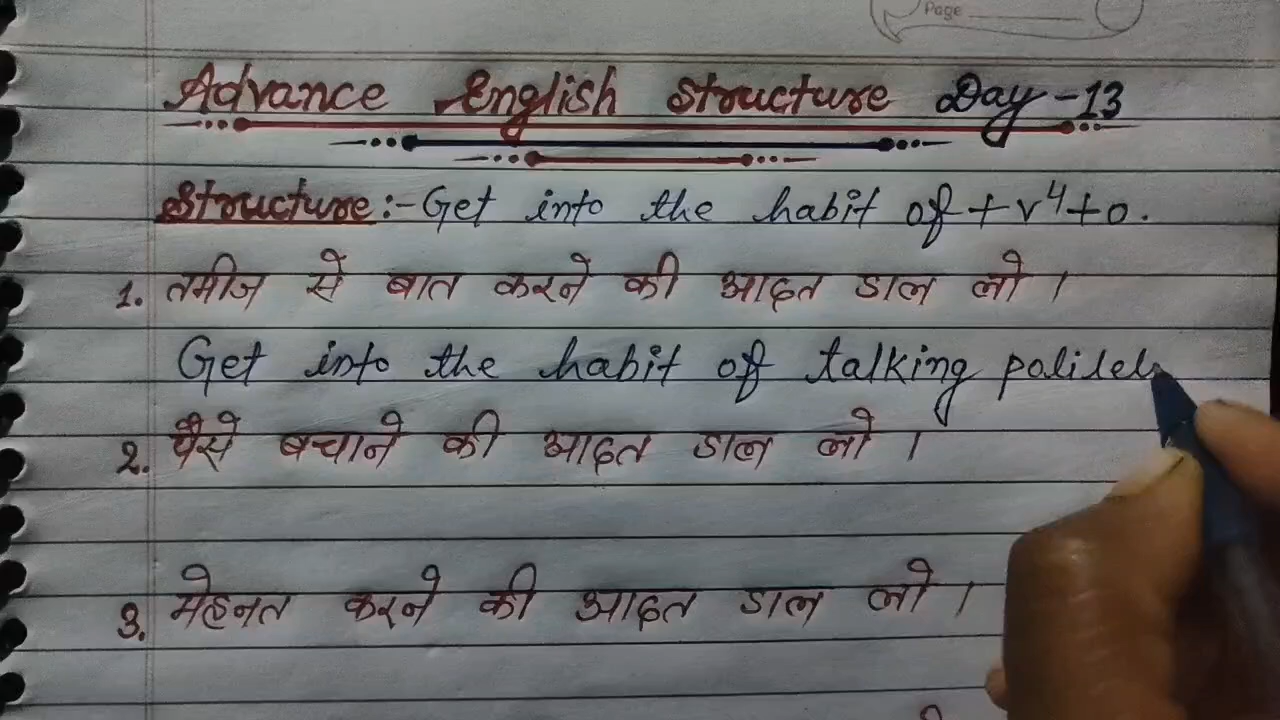 Page
Advance English Structure Day-13
Structure:- Get into the habit of + v⁴ + o.
1. तमीज से बात करने की आदत डाल लो ।
Get into the habit of talking
2. पैसे बचाने की आदत डाल लो ।
3. मेहनत करने की आदत डाल लो ।